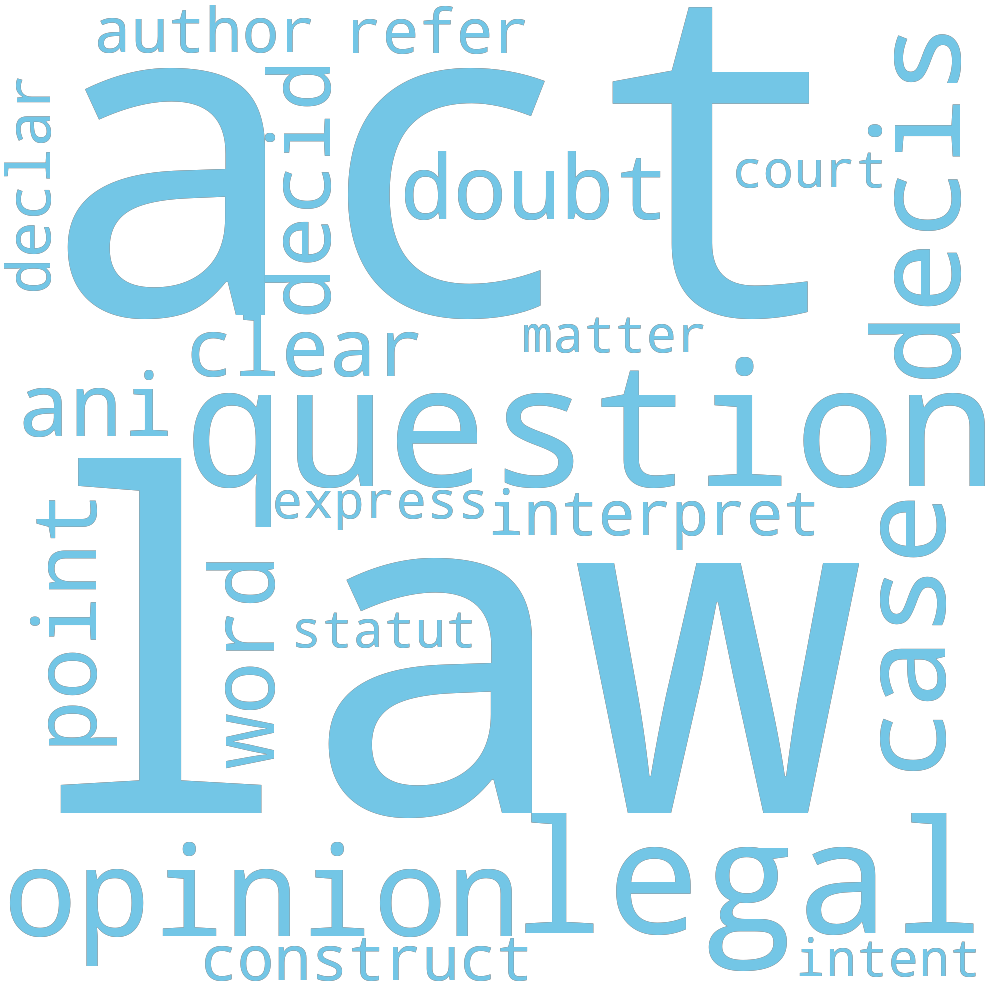 author refer
act
declar
decid
doubt
court
decis
clear
matter
ani
question
express
interpret
point
word
law
statut
case
opinion
legal
construct
intent